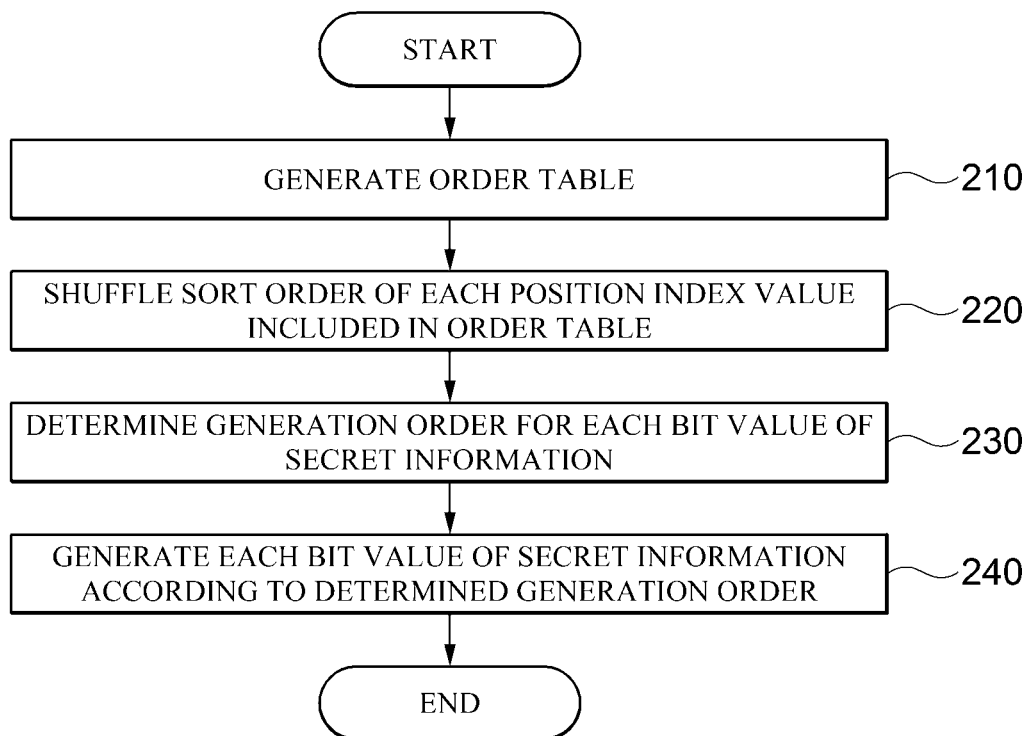 START
GENERATE ORDER TABLE
210
SHUFFLE SORT ORDER OF EACH POSITION INDEX VALUE
INCLUDED IN ORDER TABLE
220
DETERMINE GENERATION ORDER FOR EACH BIT VALUE OF
SECRET INFORMATION
230
GENERATE EACH BIT VALUE OF SECRET INFORMATION
ACCORDING TO DETERMINED GENERATION ORDER
240
END